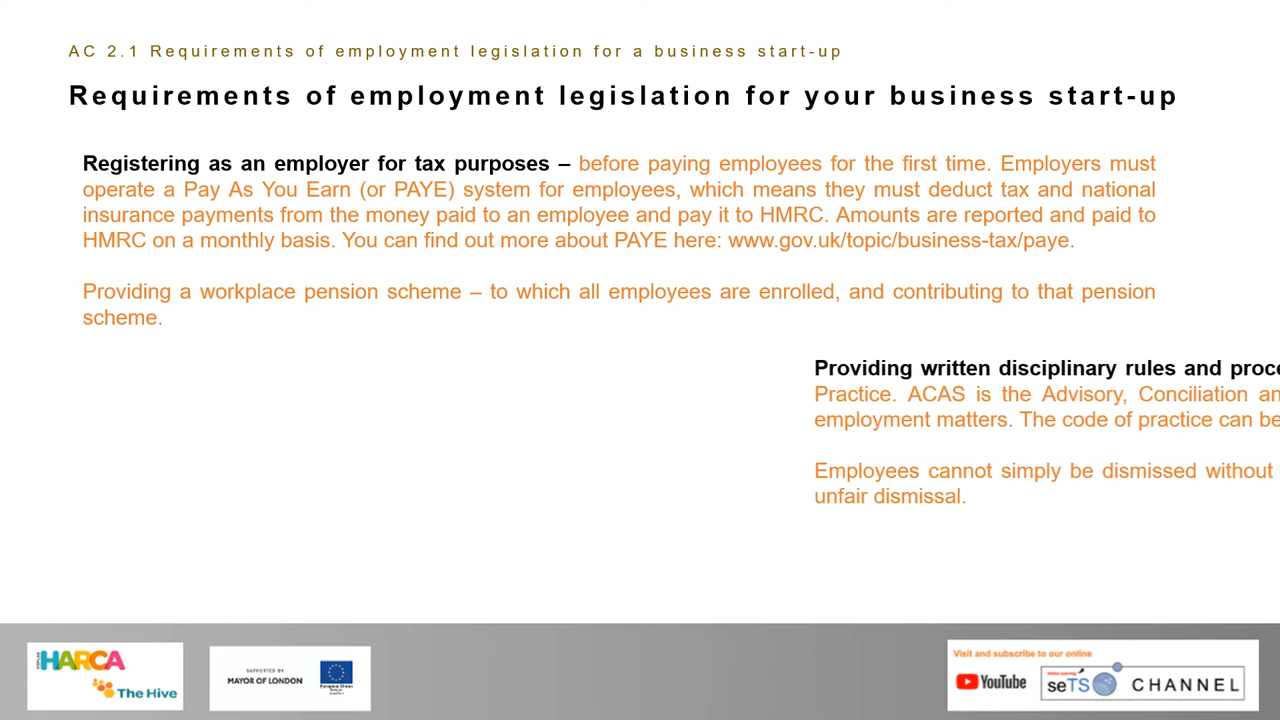 AC 2.1 Requirements of employment legislation for a business start-up
Requirements of employment legislation for your business start-up
Registering as an employer for tax purposes – before paying employees for the first time. Employers must
operate a Pay As You Earn (or PAYE) system for employees, which means they must deduct tax and national
insurance payments from the money paid to an employee and pay it to HMRC. Amounts are reported and paid to
HMRC on a monthly basis. You can find out more about PAYE here: www.gov.uk/topic/business-tax/paye.
Providing a workplace pension scheme – to which all employees are enrolled, and contributing to that pension
scheme.
Providing written disciplinary rules and proce
Practice. ACAS is the Advisory, Conciliation an
employment matters. The code of practice can be
Employees cannot simply be dismissed without
unfair dismissal.
HARCA
The Hive
SUPPORTED BY
MAYOR OF LONDON
European Union
Visit and subscribe to our online
YouTube
seTS CHANNEL